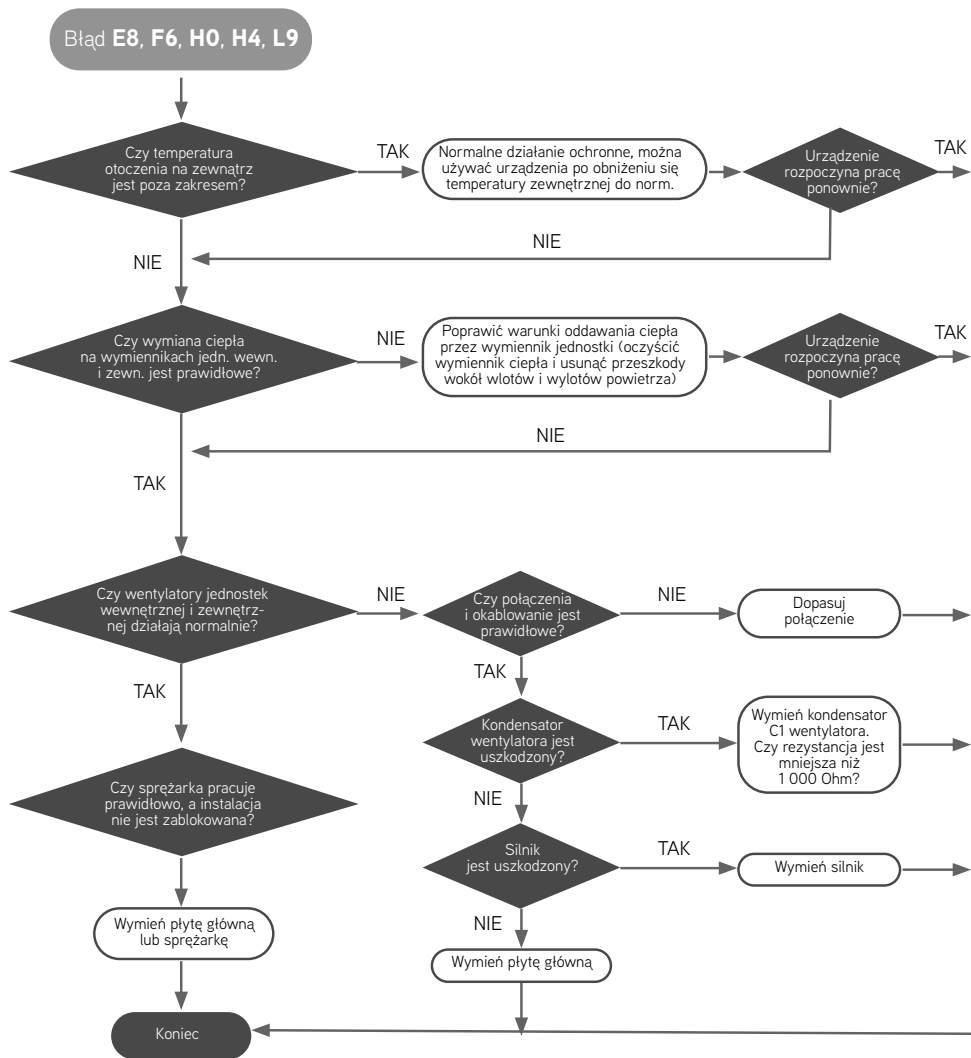 Błąd E8, F6, H0, H4, L9
Czy temperatura
otoczenia na zewnątrz
jest poza zakresem?
TAK
Normalne działanie ochronne, można
używać urządzenia po obniżeniu się
temperatury zewnętrznej do norm.
Urządzenie
rozpoczyna pracę
ponownie?
TAK
NIE
NIE
Czy wymiana ciepła
na wymiennikach jedn. wewn.
i zewn. jest prawidłowe?
NIE
Poprawić warunki oddawania ciepła
przez wymiennik jednostki (oczyścić
wymiennik ciepła i usunąć przeszkody
wokół wlotów i wylotów powietrza)
Urządzenie
rozpoczyna pracę
ponownie?
TAK
NIE
TAK
Czy wentylatory jednostek
wewnętrznej i zewnętrz-
nej działają normalnie?
NIE
Czy połączenia
i okablowanie jest
prawidłowe?
NIE
Dopasuj
połączenie
TAK
TAK
Kondensator
wentylatora jest
uszkodzony?
TAK
Wymień kondensator
C1 wentylatora.
Czy rezystancja jest
mniejsza niż
1 000 Ohm?
Czy sprężarka pracuje
prawidłowo, a instalacja
nie jest zablokowana?
NIE
Silnik
jest uszkodzony?
TAK
Wymień silnik
NIE
Wymień płytę główną
lub sprężarkę
Wymień płytę główną
Koniec